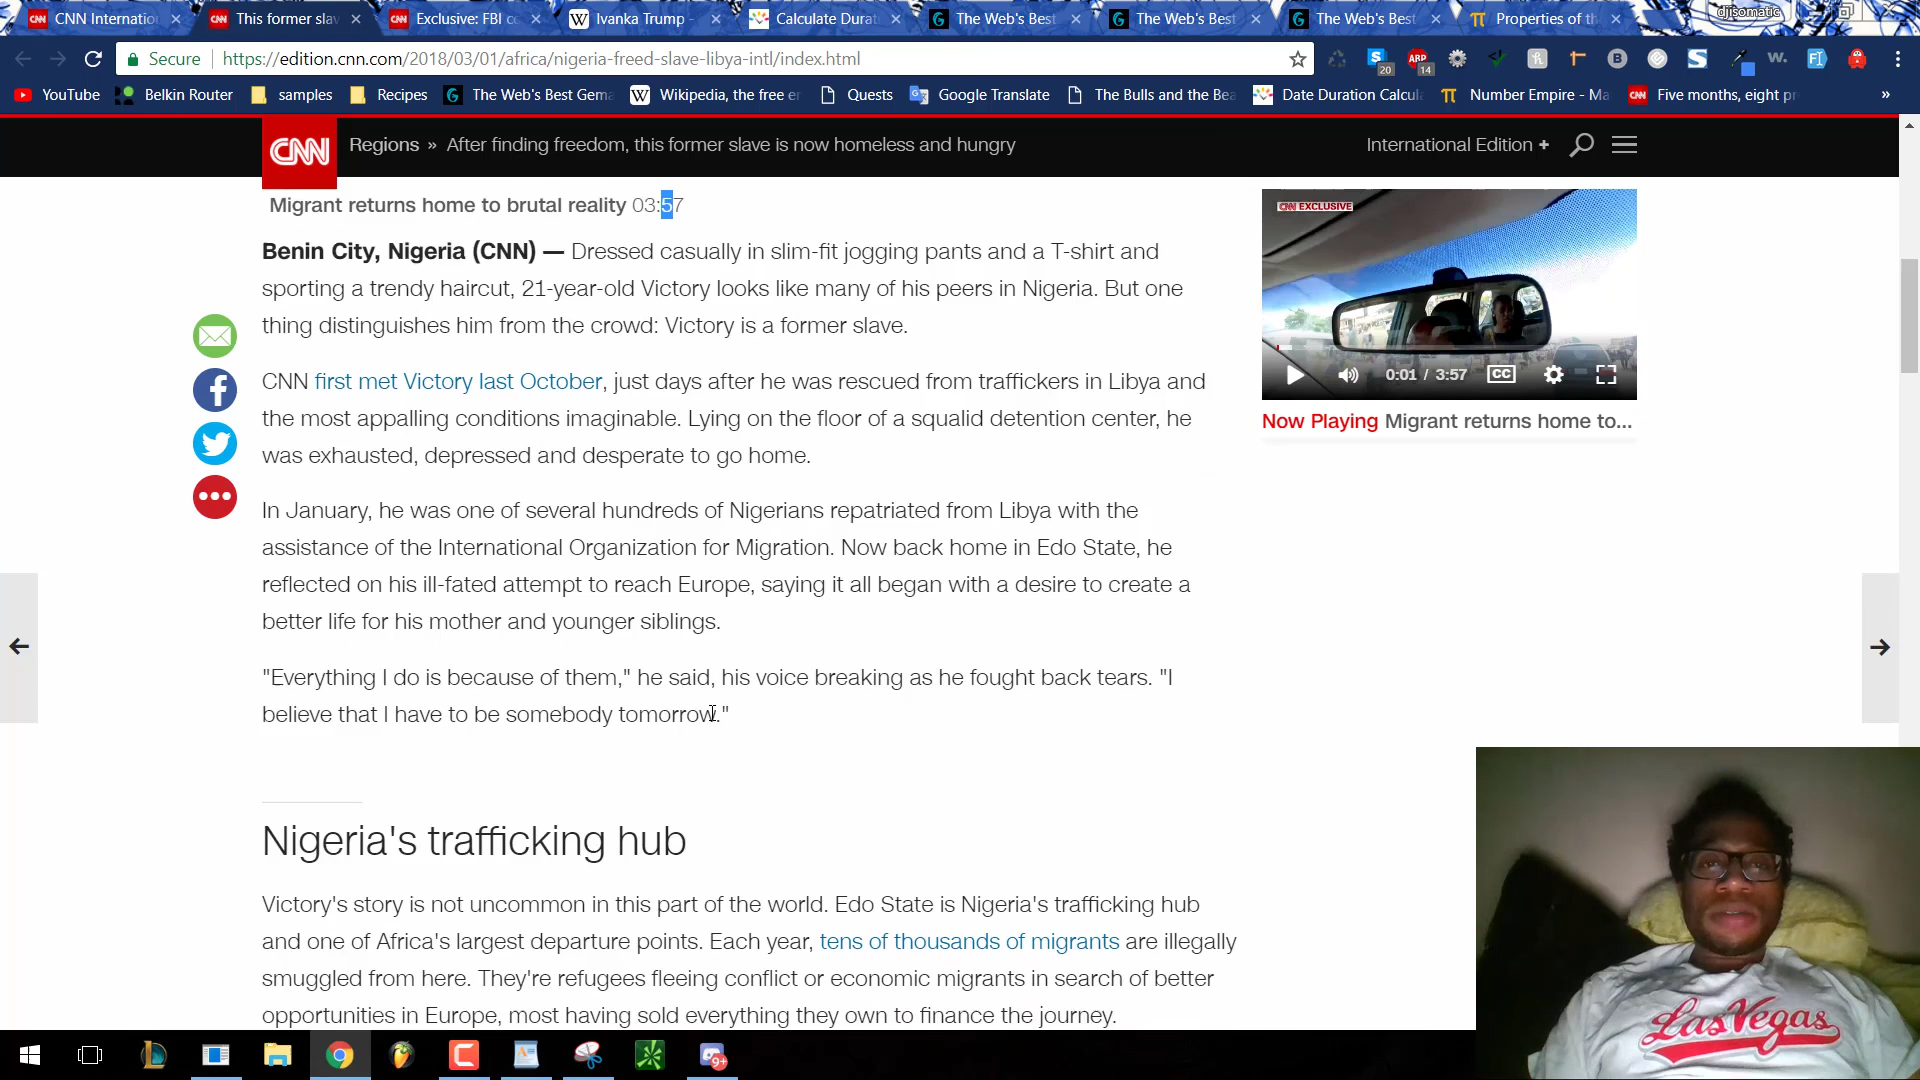 CNN Internatio
This former slav
Exclusive: FBI co
Ivanka Trump -
Calculate Durat
The Web's Best
The Web's Best
The Web's Best
Properties of th
djisomatic
Secure
https://edition.cnn.com/2018/03/01/africa/nigeria-freed-slave-libya-intl/index.html
20
ABP
14
YouTube
Belkin Router
samples
Recipes
The Web's Best Gema
Wikipedia, the free en
Quests
Google Translate
The Bulls and the Bea
Date Duration Calcula
Number Empire - Ma
Five months, eight pr
»
CNN
Regions » After finding freedom, this former slave is now homeless and hungry
International Edition +
Migrant returns home to brutal reality 03:57
Benin City, Nigeria (CNN) — Dressed casually in slim-fit jogging pants and a T-shirt and
sporting a trendy haircut, 21-year-old Victory looks like many of his peers in Nigeria. But one
thing distinguishes him from the crowd: Victory is a former slave.
CNN first met Victory last October, just days after he was rescued from traffickers in Libya and
the most appalling conditions imaginable. Lying on the floor of a squalid detention center, he
was exhausted, depressed and desperate to go home.
In January, he was one of several hundreds of Nigerians repatriated from Libya with the
assistance of the International Organization for Migration. Now back home in Edo State, he
reflected on his ill-fated attempt to reach Europe, saying it all began with a desire to create a
better life for his mother and younger siblings.
"Everything I do is because of them," he said, his voice breaking as he fought back tears. "I
believe that I have to be somebody tomorrow."
Nigeria's trafficking hub
Victory's story is not uncommon in this part of the world. Edo State is Nigeria's trafficking hub
and one of Africa's largest departure points. Each year, tens of thousands of migrants are illegally
smuggled from here. They're refugees fleeing conflict or economic migrants in search of better
opportunities in Europe, most having sold everything they own to finance the journey.
CNN EXCLUSIVE
0:01 / 3:57
CC
Now Playing Migrant returns home to...
Las Vegas
9+